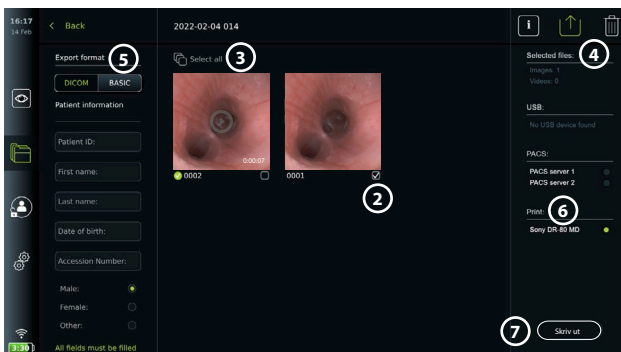 16:17
14 Feb
Back
2022-02-04 014
i
Export format
5
DICOM
BASIC
Patient information
Patient ID:
First name:
Last name:
Date of birth:
Accession Number:
Male:
Female:
Other:
All fields must be filled
Select all
3
0:00:07
0002
0001
2
Selected files:
4
Images: 1
Videos: 0
USB:
No USB device found
PACS:
PACS server 1
PACS server 2
Print:
6
Sony DR-80 MD
7
Skriv ut
3:30